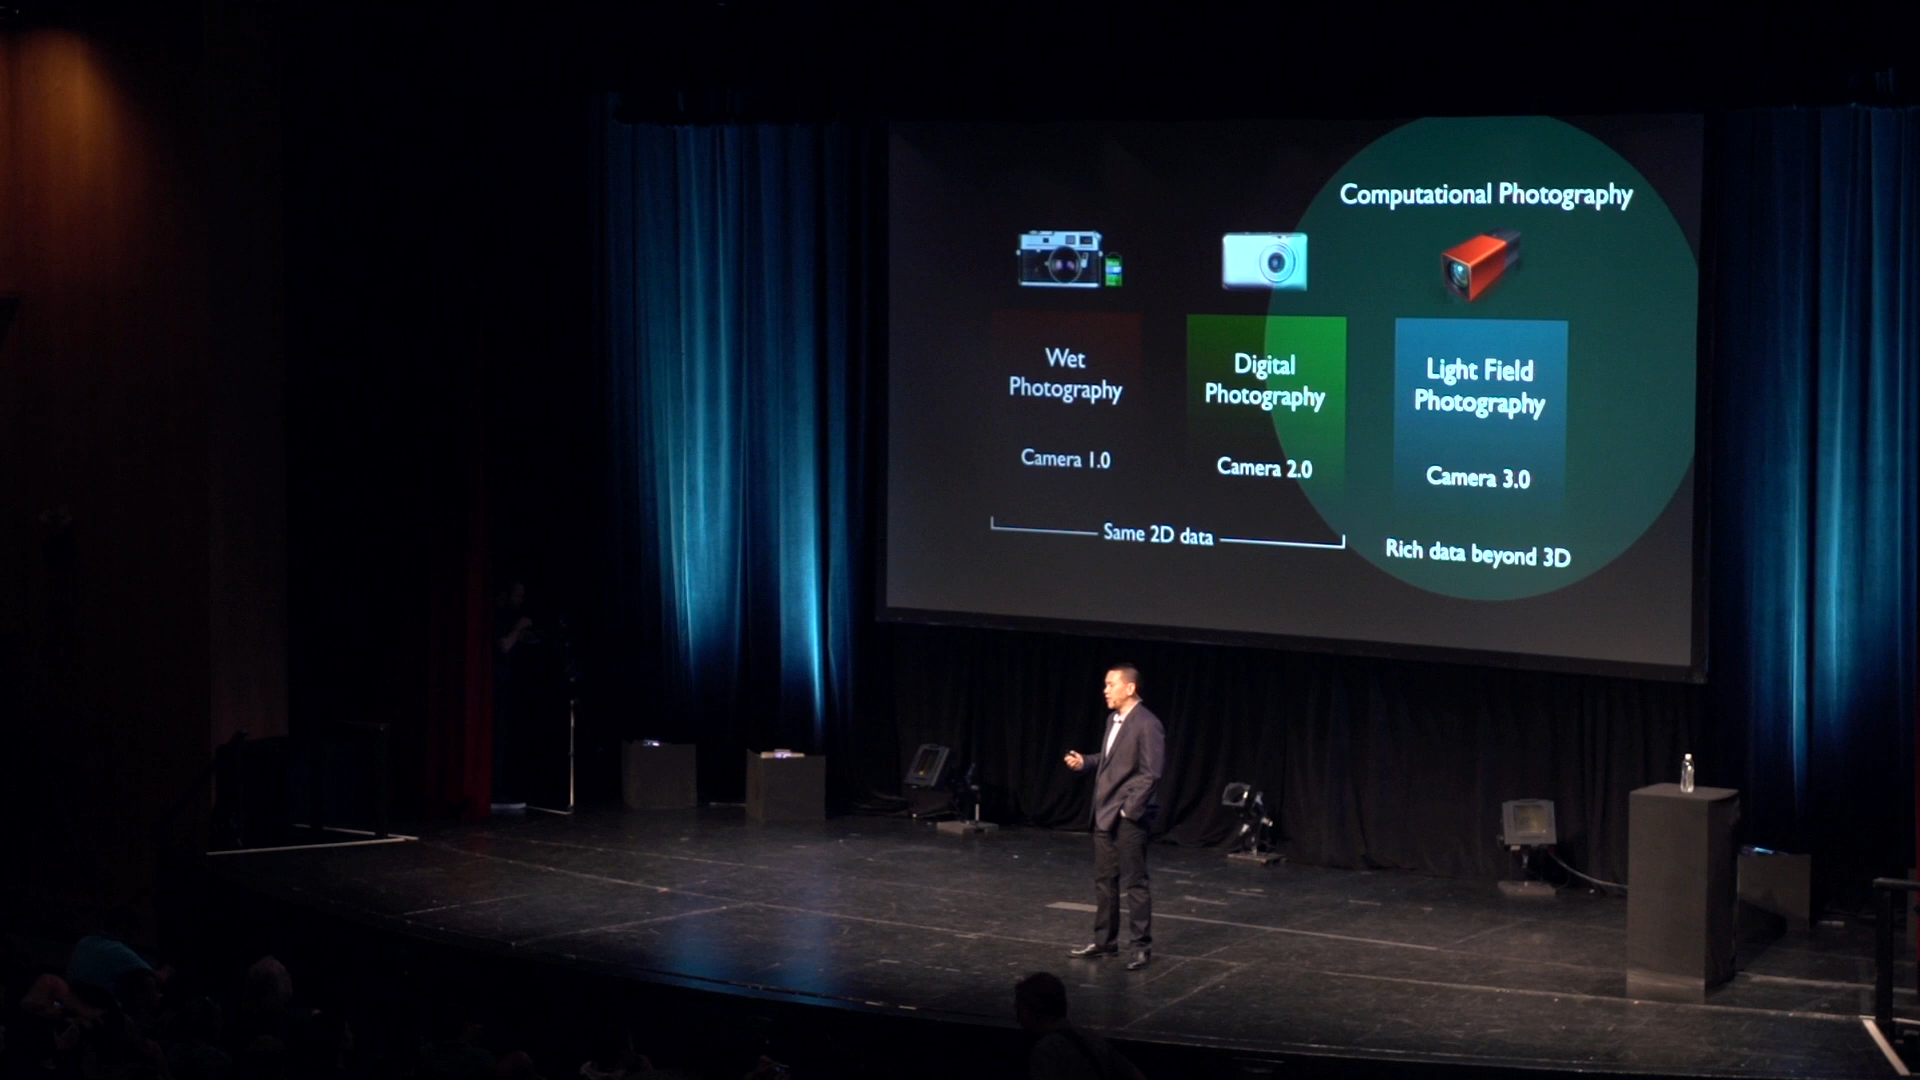 Computational Photography
Wet
Photography
Camera 1.0
Digital
Photography
Camera 2.0
Light Field
Photography
Camera 3.0
Same 2D data
Rich data beyond 3D